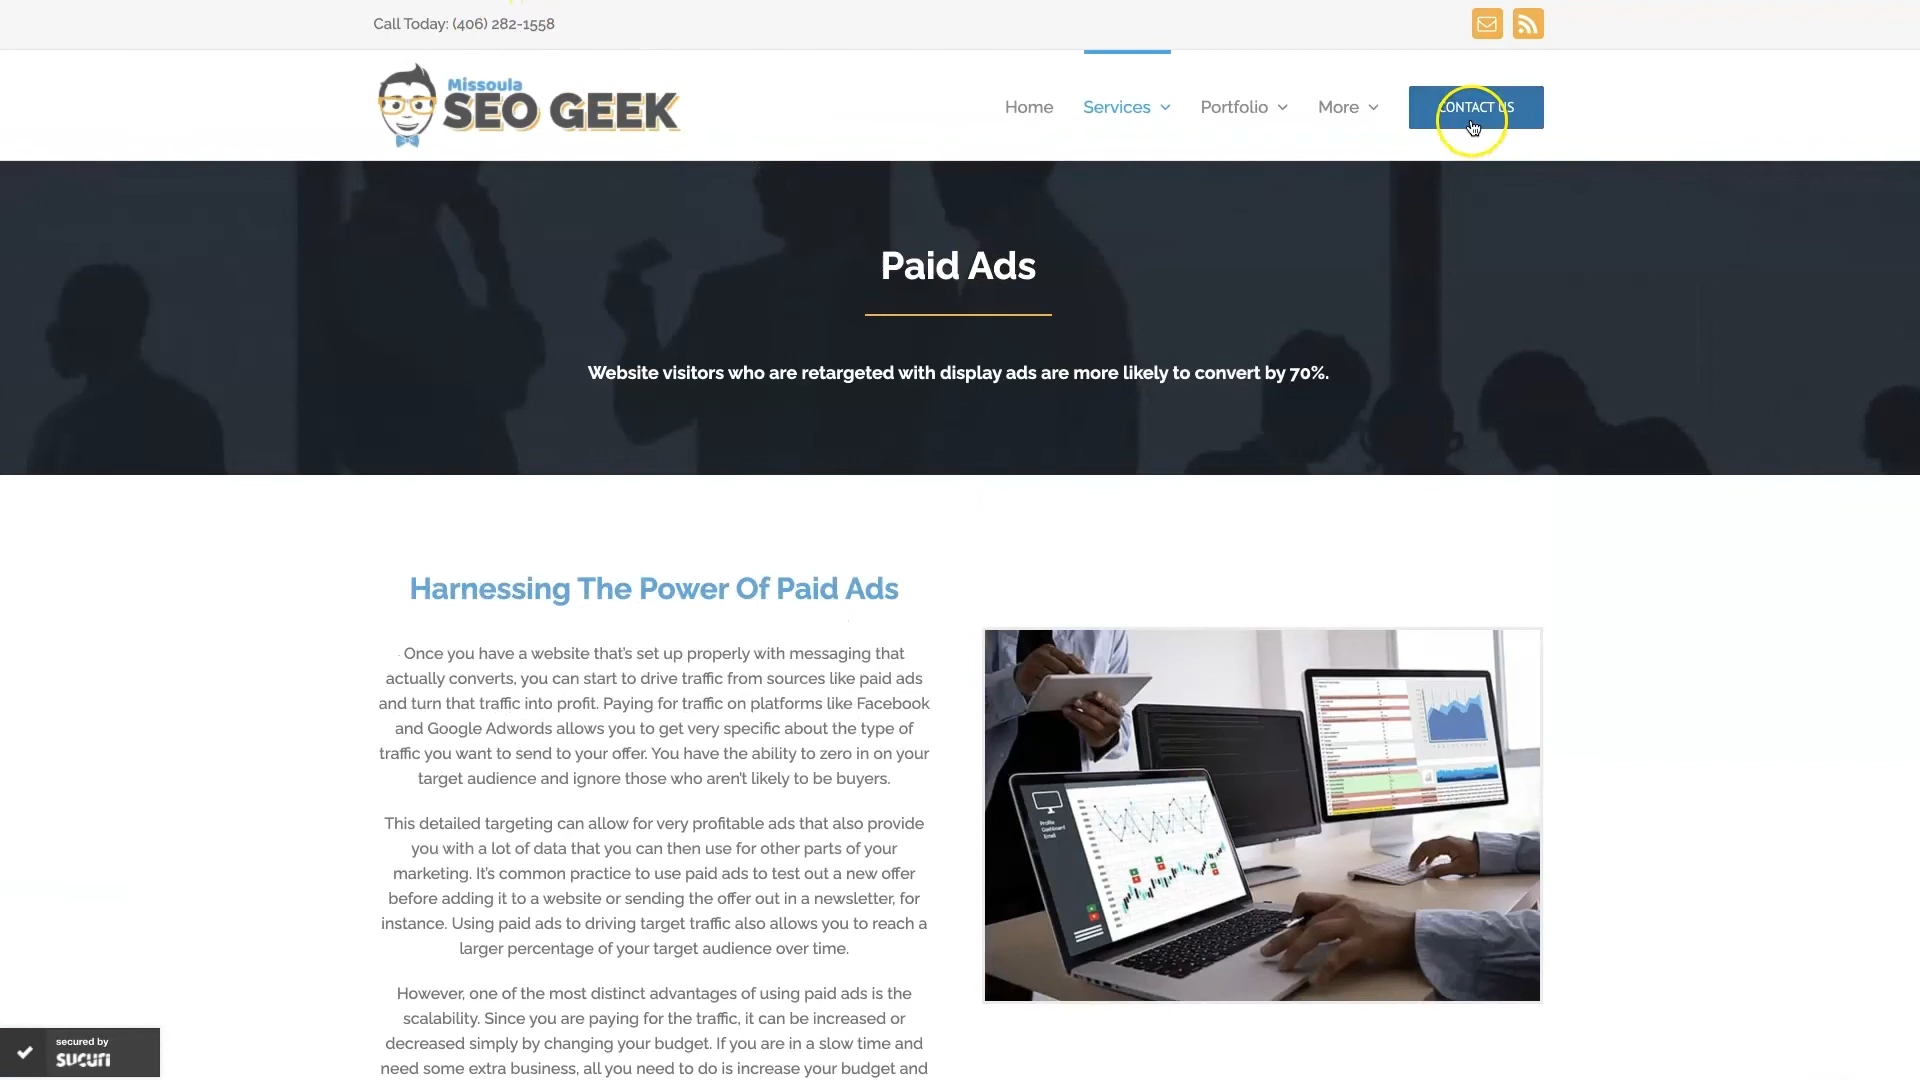 Call Today: (406) 282-1558
Missoula
SEO GEEK
Home
Services
Portfolio
More
CONTACT US
Paid Ads
Website visitors who are retargeted with display ads are more likely to convert by 70%.
Harnessing The Power Of Paid Ads
Once you have a website that's set up properly with messaging that
actually converts, you can start to drive traffic from sources like paid ads
and turn that traffic into profit. Paying for traffic on platforms like Facebook
and Google Adwords allows you to get very specific about the type of
traffic you want to send to your offer. You have the ability to zero in on your
target audience and ignore those who aren't likely to be buyers.
This detailed targeting can allow for very profitable ads that also provide
you with a lot of data that you can then use for other parts of your
marketing. It's common practice to use paid ads to test out a new offer
before adding it to a website or sending the offer out in a newsletter, for
instance. Using paid ads to driving target traffic also allows you to reach a
larger percentage of your target audience over time.
However, one of the most distinct advantages of using paid ads is the
scalability. Since you are paying for the traffic, it can be increased or
decreased simply by changing your budget. If you are in a slow time and
need some extra business, all you need to do is increase your budget and
Profile
Dashboard
Email
secured by
sucuri